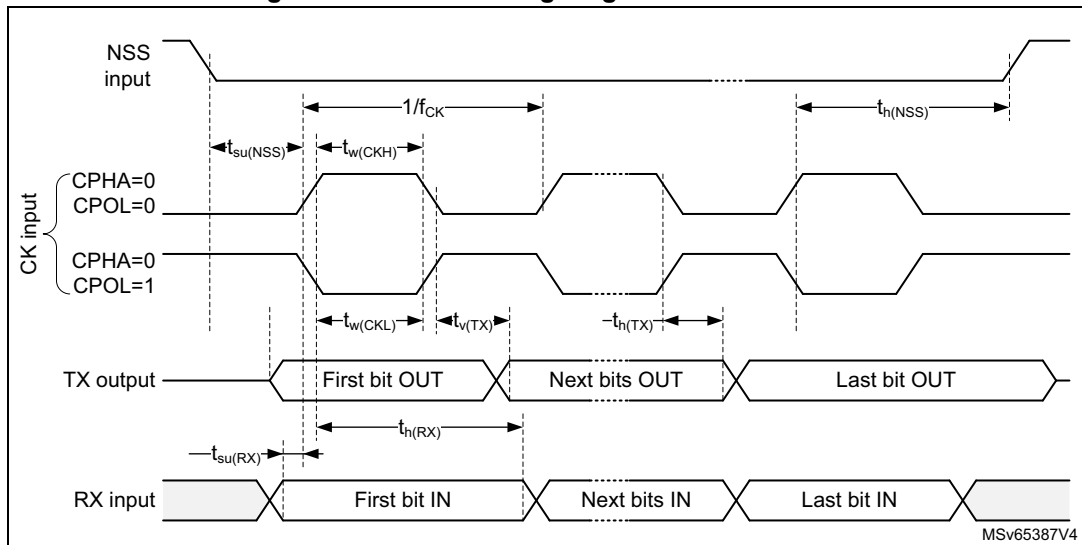 NSS
input
1/fCK
th(NSS)
tsu(NSS)
tw(CKH)
CK input
CPHA=0
CPOL=0
CPHA=0
CPOL=1
tw(CKL)
tv(TX)
th(TX)
TX output
First bit OUT
Next bits OUT
Last bit OUT
th(RX)
tsu(RX)
RX input
First bit IN
Next bits IN
Last bit IN
MSv65387V4